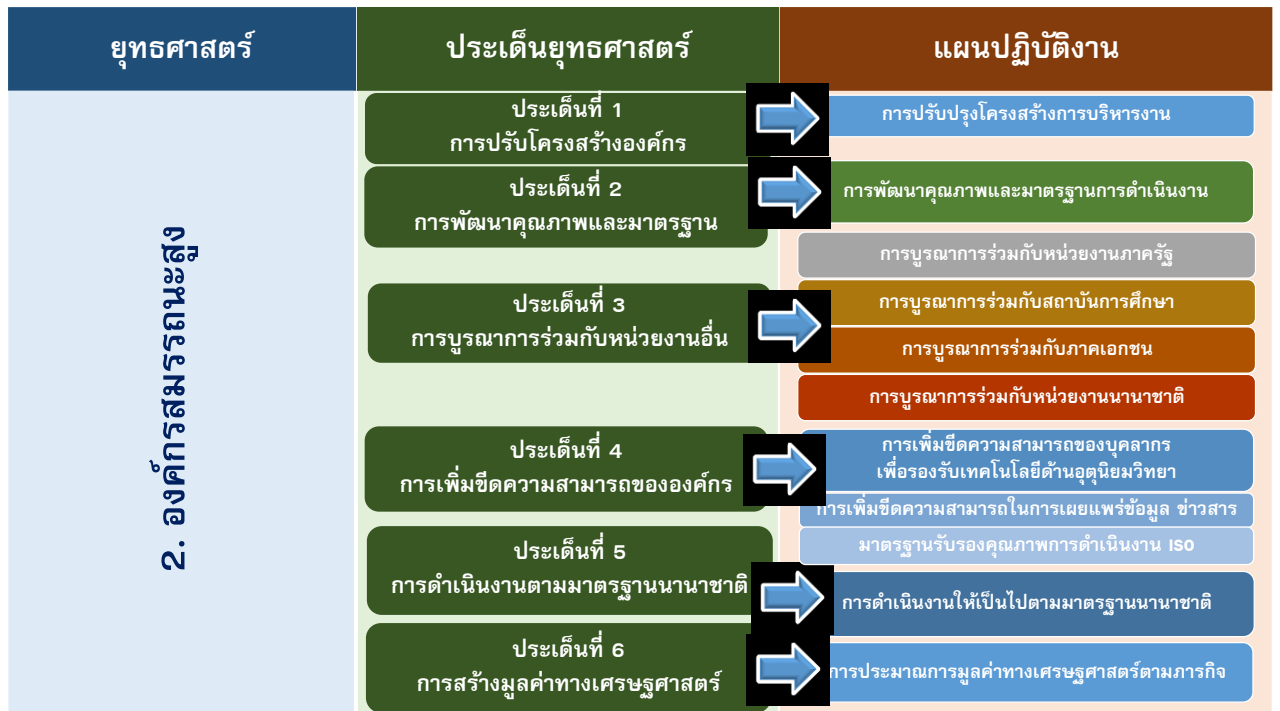 ยุทธศาสตร์
ประเด็นยุทธศาสตร์
แผนปฏิบัติงาน
2. องค์กรสมรรถนะสูง
ประเด็นที่ 1
การปรับโครงสร้างองค์กร
การปรับปรุงโครงสร้างการบริหารงาน
ประเด็นที่ 2
การพัฒนาคุณภาพและมาตรฐาน
การพัฒนาคุณภาพและมาตรฐานการดำเนินงาน
ประเด็นที่ 3
การบูรณาการร่วมกับหน่วยงานอื่น
การบูรณาการร่วมกับหน่วยงานภาครัฐ
การบูรณาการร่วมกับสถาบันการศึกษา
การบูรณาการร่วมกับภาคเอกชน
การบูรณาการร่วมกับหน่วยงานนานาชาติ
ประเด็นที่ 4
การเพิ่มขีดความสามารถขององค์กร
การเพิ่มขีดความสามารถของบุคลากร
เพื่อรองรับเทคโนโลยีด้านอุตุนิยมวิทยา
การเพิ่มขีดความสามารถในการเผยแพร่ข้อมูล ข่าวสาร
มาตรฐานรับรองคุณภาพการดำเนินงาน ISO
ประเด็นที่ 5
การดำเนินงานตามมาตรฐานนานาชาติ
การดำเนินงานให้เป็นไปตามมาตรฐานนานาชาติ
ประเด็นที่ 6
การสร้างมูลค่าทางเศรษฐศาสตร์
การประมาณการมูลค่าทางเศรษฐศาสตร์ตามภารกิจ